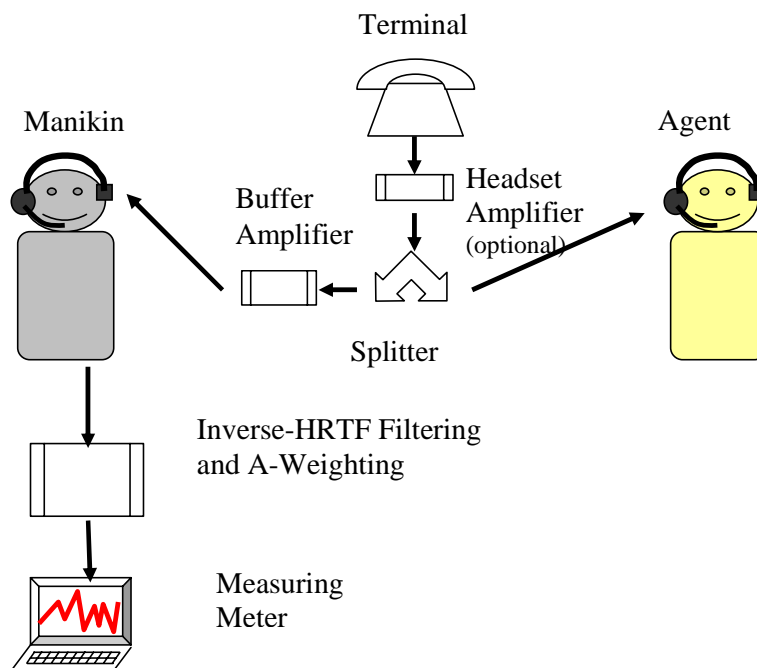 Terminal
Manikin
Agent
Headset
Amplifier
(optional)
Buffer
Amplifier
Splitter
Inverse-HRTF Filtering
and A-Weighting
Measuring
Meter